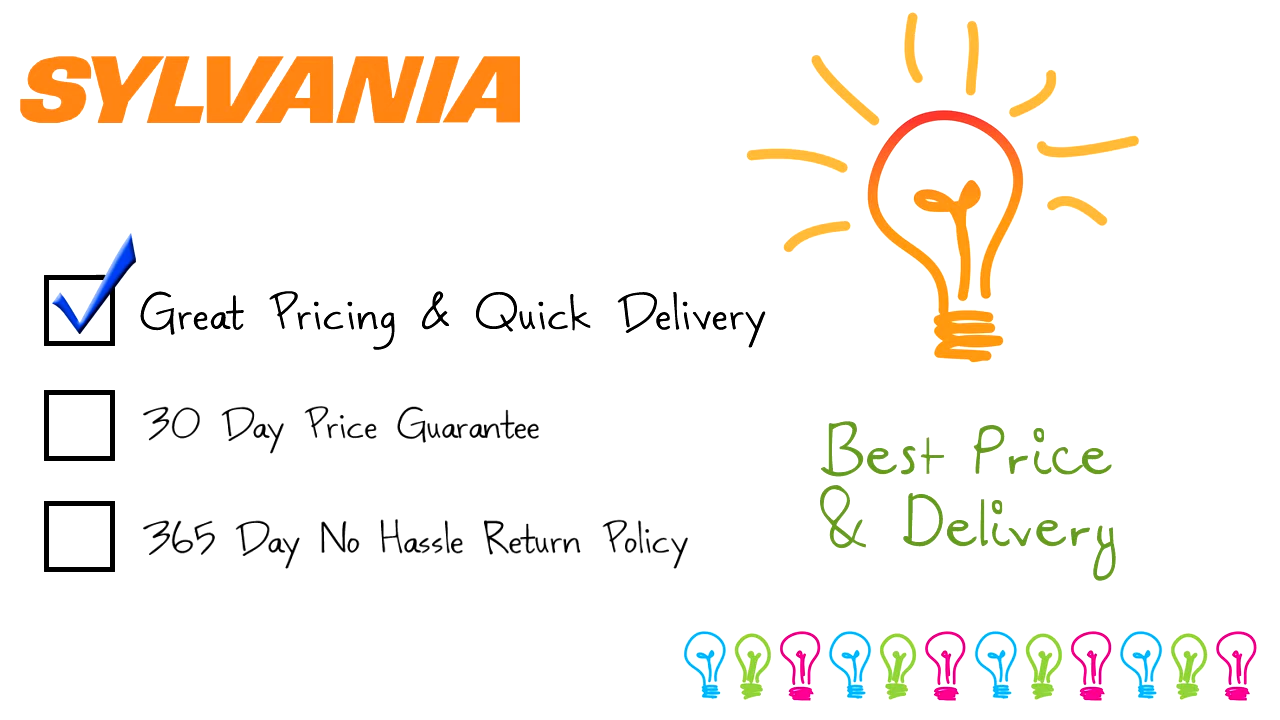 SYLVANIA
Great Pricing & Quick Delivery
30 Day Price Guarantee
365 Day No Hassle Return Policy
Best Price
& Delivery